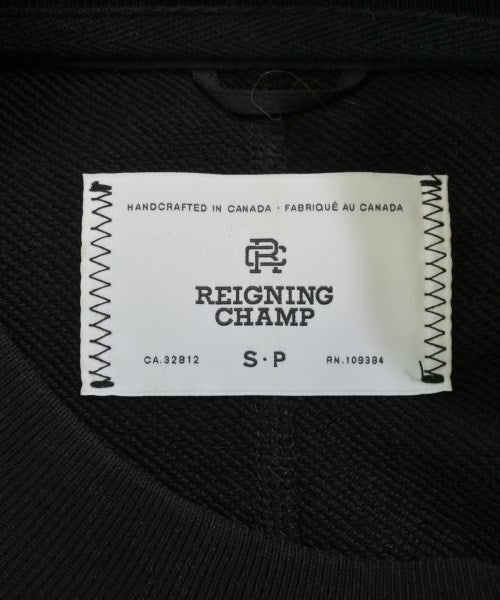 HANDCRAFTED IN CANADA · FABRIQUÉ AU CANADA
RC
REIGNING
CHAMP
CA.32812 S·P RN.109384